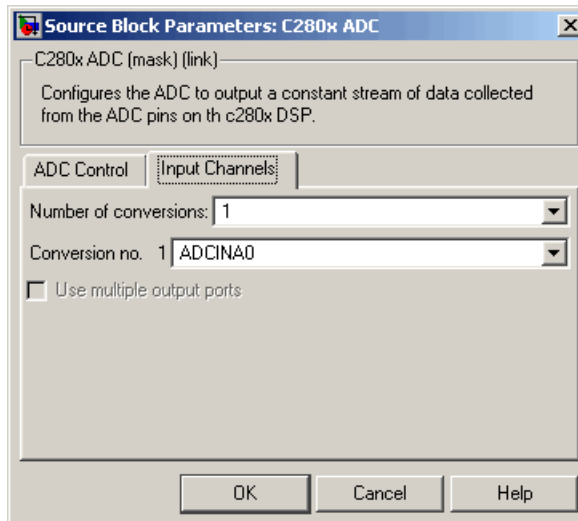 Source Block Parameters: C280x ADC
C280x ADC (mask) (link)
Configures the ADC to output a constant stream of data collected
from the ADC pins on th c280x DSP.
ADC Control Input Channels
Number of conversions: 1
Conversion no. 1 ADCINA0
Use multiple output ports
OK Cancel Help